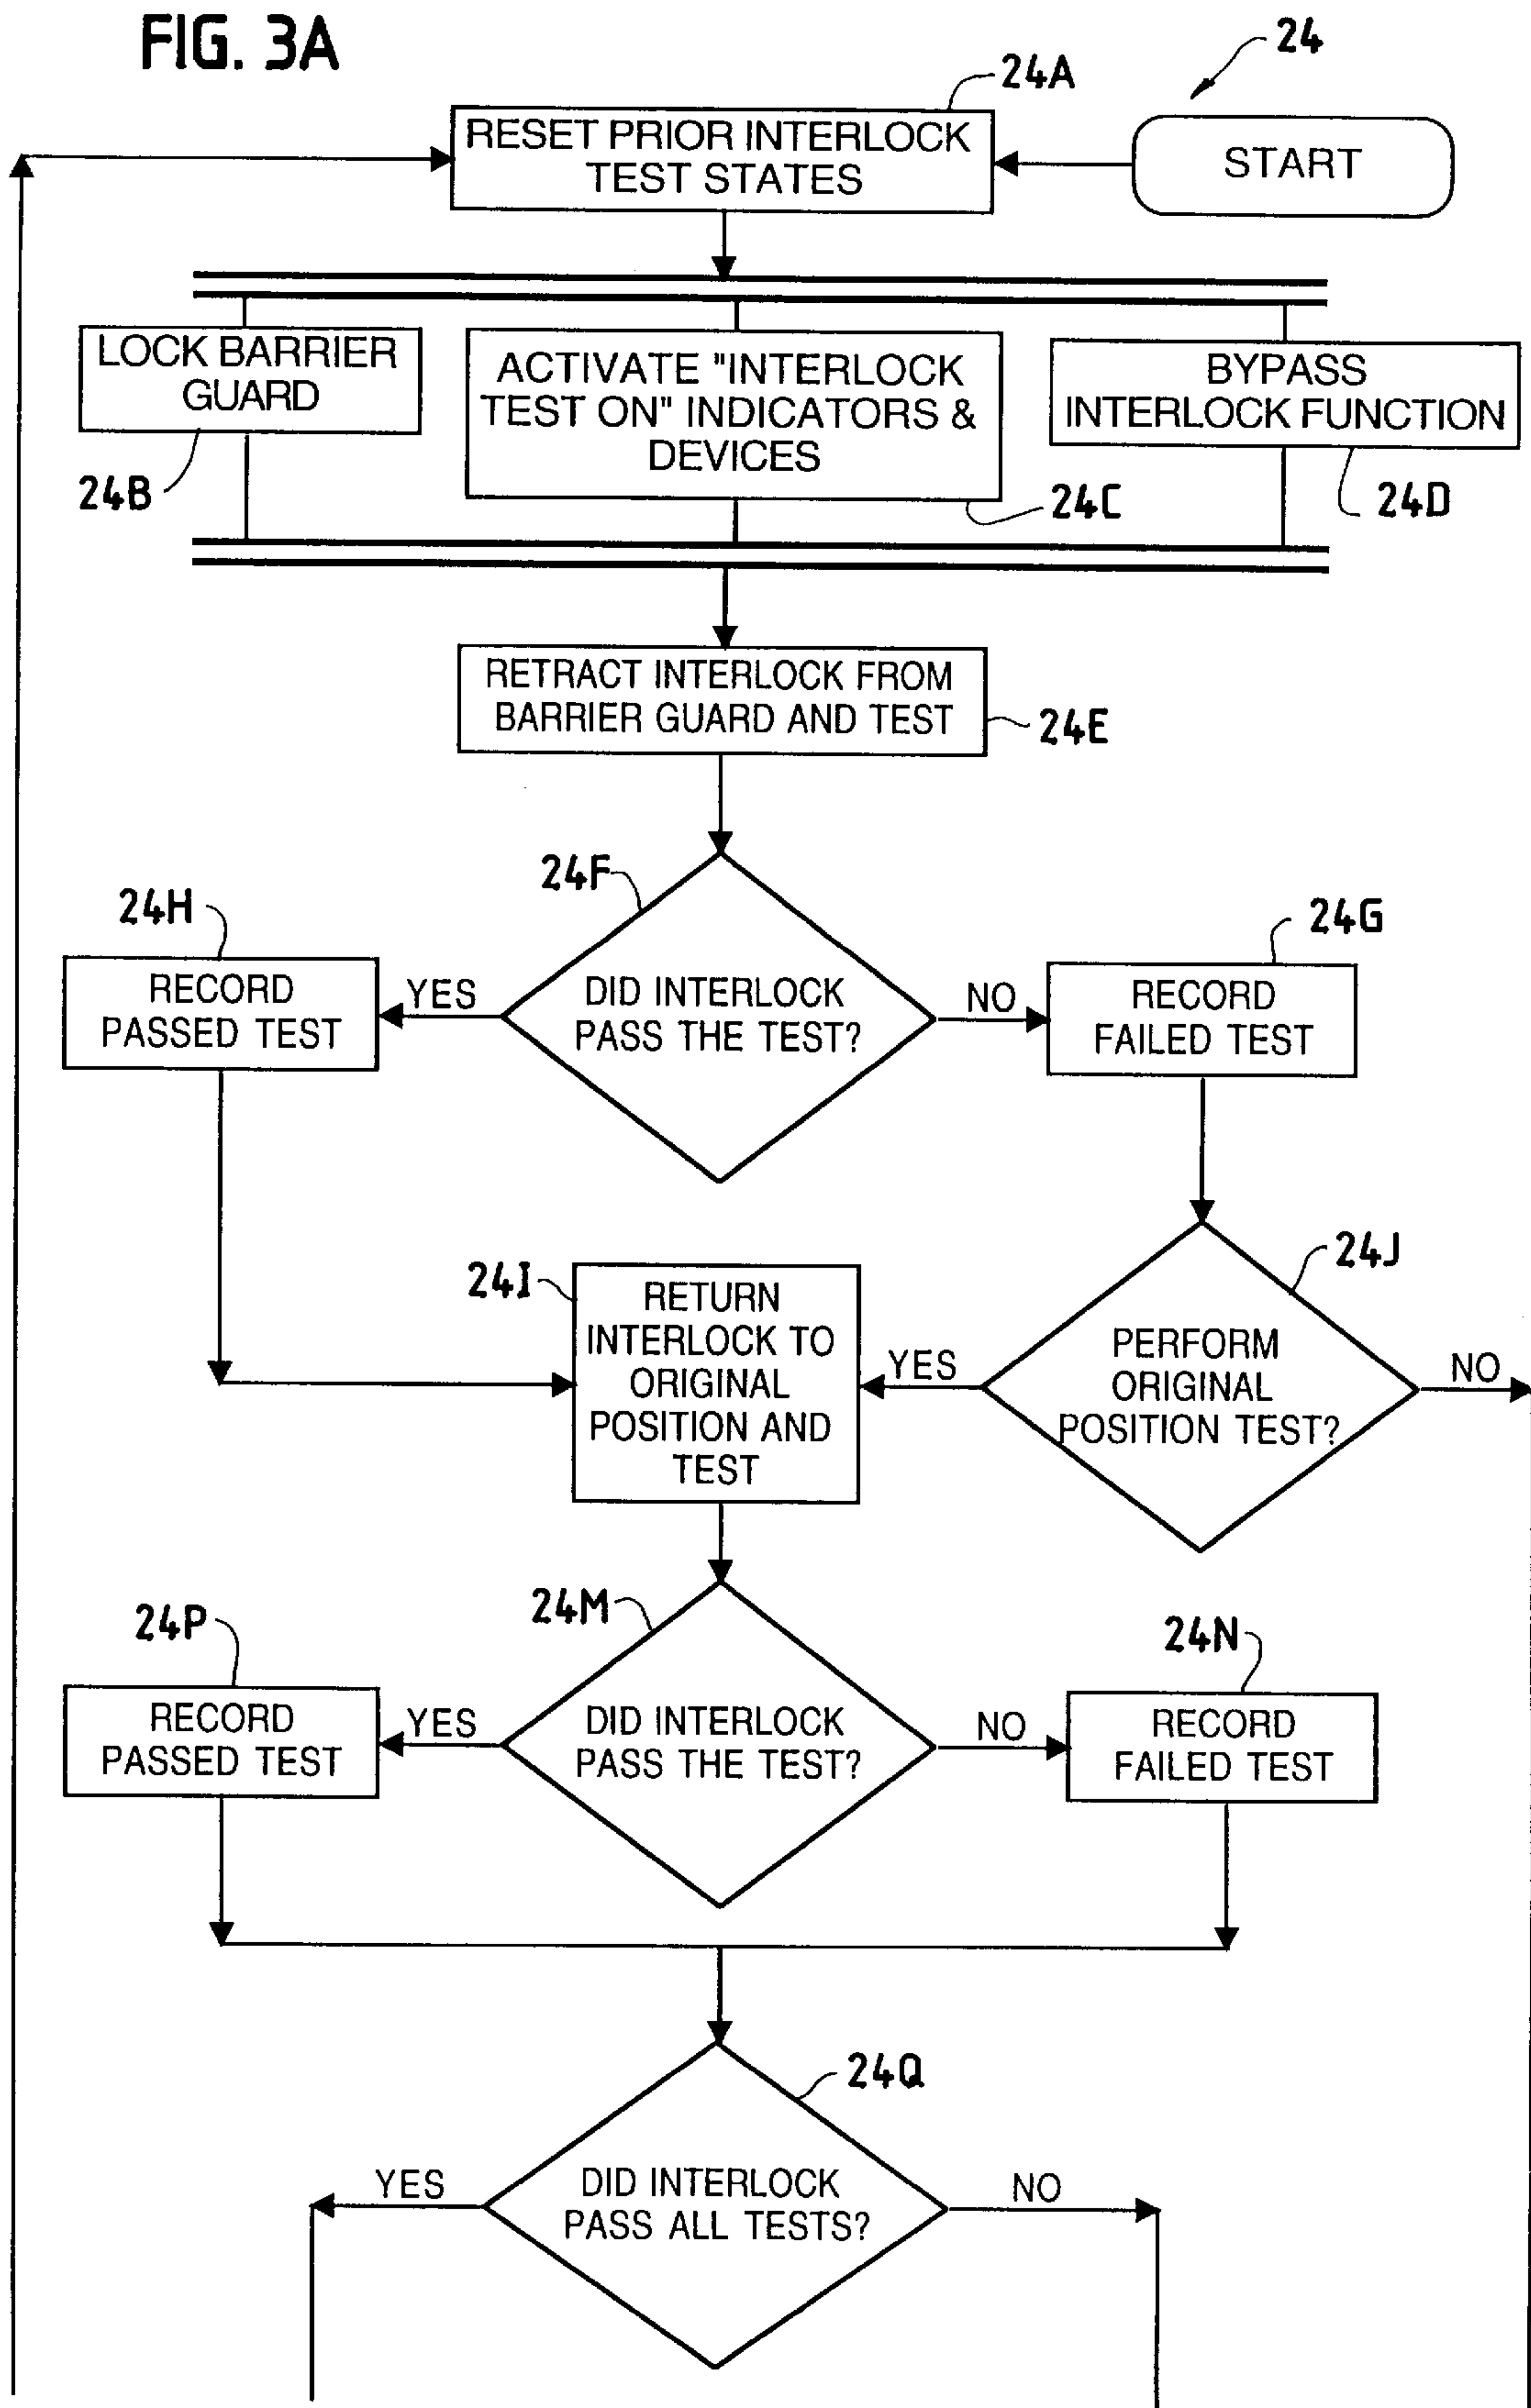 FIG. 3A
24
24A
RESET PRIOR INTERLOCK
TEST STATES
START
LOCK BARRIER
GUARD
ACTIVATE "INTERLOCK
TEST ON" INDICATORS &
DEVICES
BYPASS
INTERLOCK FUNCTION
24B
24C
24D
RETRACT INTERLOCK FROM
BARRIER GUARD AND TEST
24E
24F
24H
24G
RECORD
PASSED TEST
YES
DID INTERLOCK
PASS THE TEST?
NO
RECORD
FAILED TEST
24I
24J
RETURN
INTERLOCK TO
ORIGINAL
POSITION AND
TEST
YES
PERFORM
ORIGINAL
POSITION TEST?
NO
24M
24P
24N
RECORD
PASSED TEST
YES
DID INTERLOCK
PASS THE TEST?
NO
RECORD
FAILED TEST
24Q
YES
DID INTERLOCK
PASS ALL TESTS?
NO